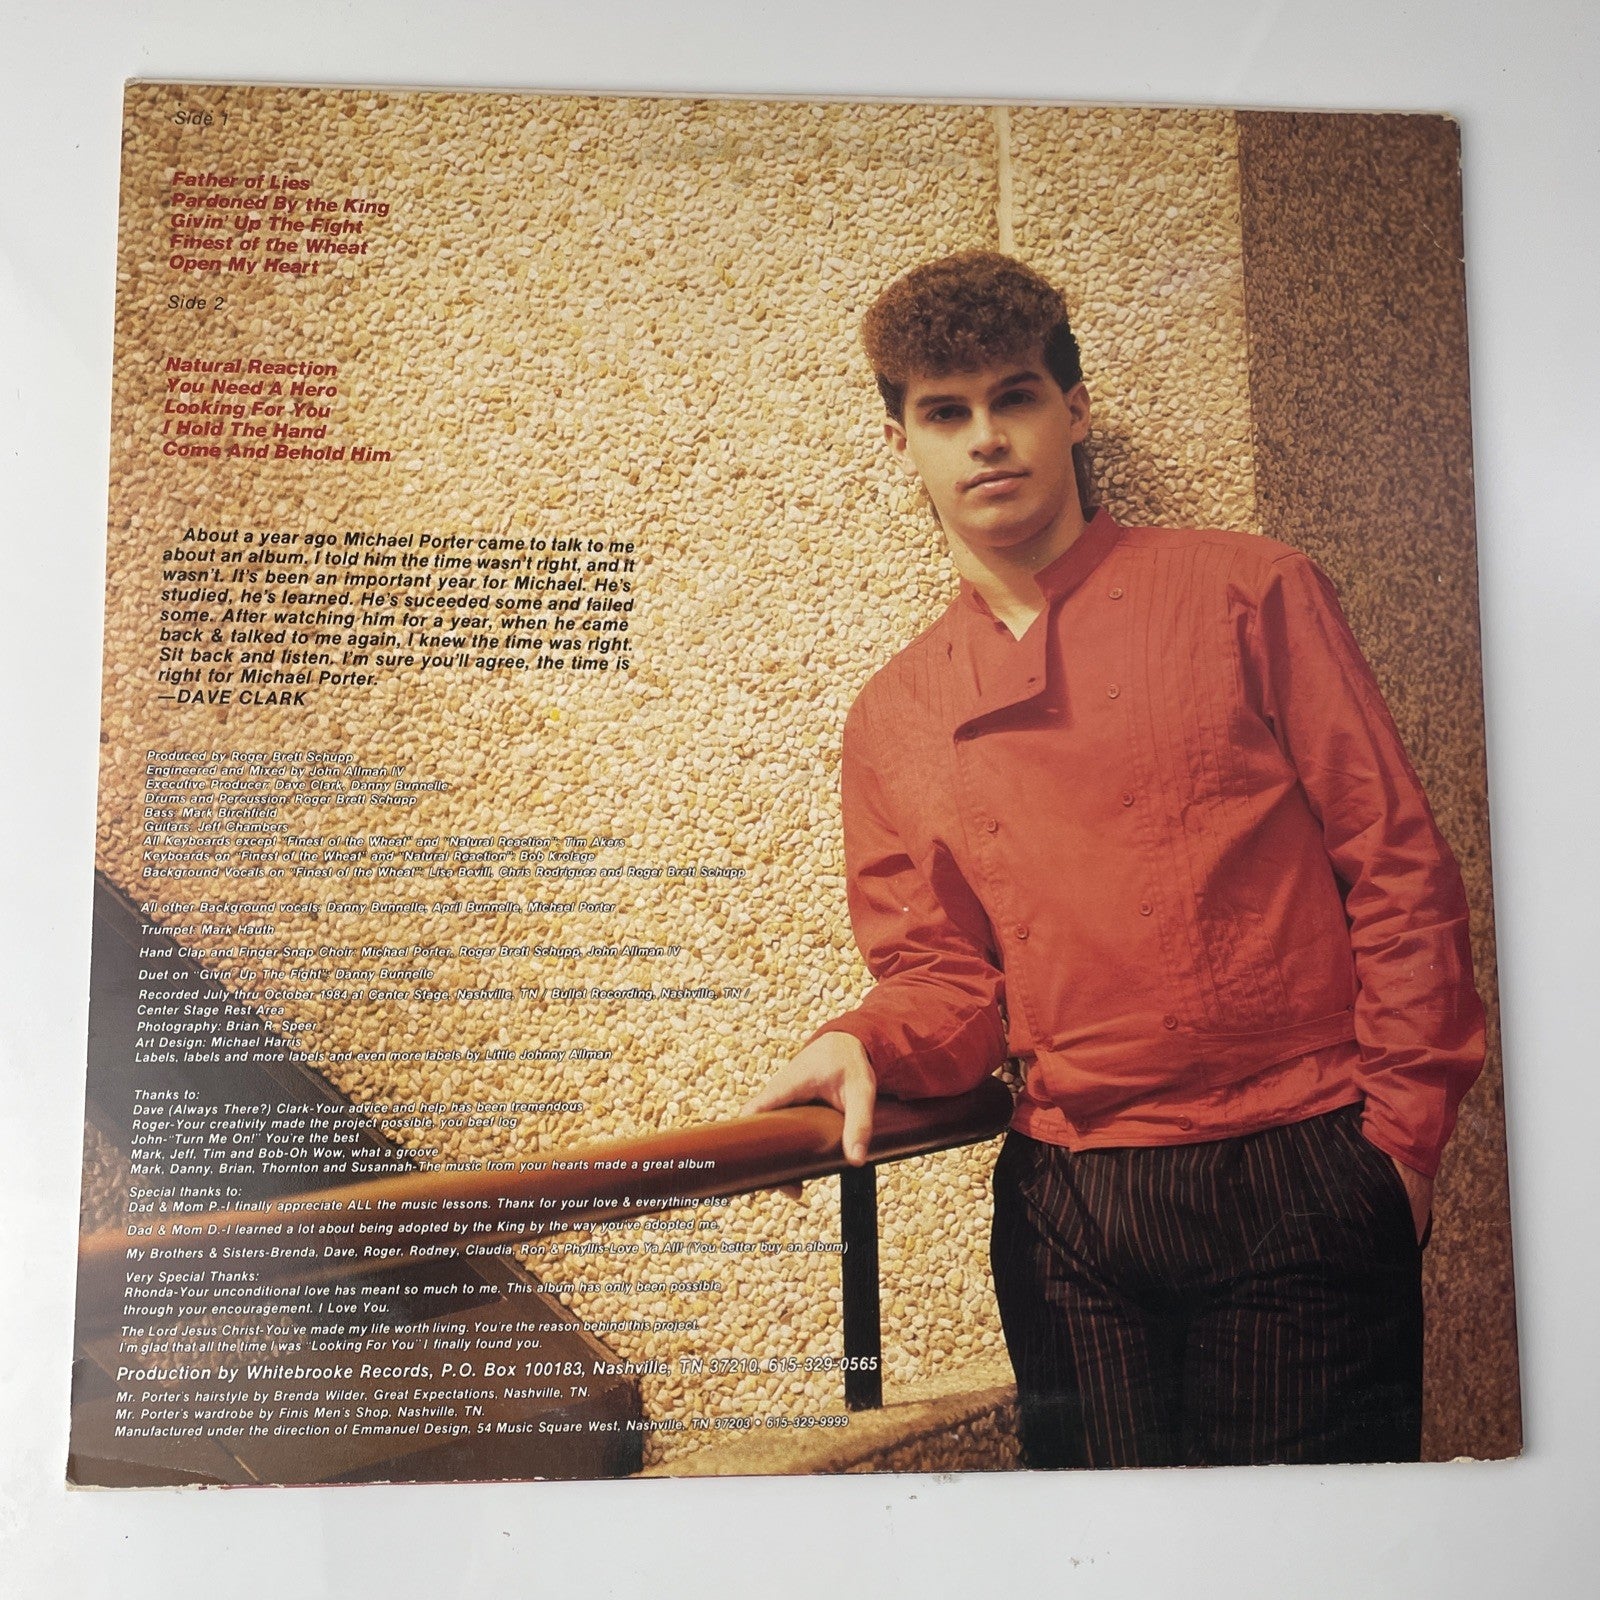 Side 1
Father of Lies
Pardoned By the King
Givin' Up The Fight
Finest of the Wheat
Open My Heart
Side 2
Natural Reaction
You Need A Hero
Looking For You
I Hold The Hand
Come And Behold Him
About a year ago Michael Porter came to talk to me
about an album. I told him the time wasn't right, and it
wasn't. It's been an important year for Michael. He's
studied, he's learned. He's suceeded some and failed
some. After watching him for a year, when he came
back & talked to me again, I knew the time was right.
Sit back and listen. I'm sure you'll agree, the time is
right for Michael Porter.
—DAVE CLARK
Produced by Roger Brett Schupp
Engineered and Mixed by John Allman IV
Executive Producer: Dave Clark, Danny Bunnelle
Drums and Percussion: Roger Brett Schupp
Bass: Mark Birchfield
Guitars: Jeff Chambers
All Keyboards except "Finest of the Wheat" and "Natural Reaction": Tim Akers
Keyboards on "Finest of the Wheat" and "Natural Reaction": Bob Krolage
Background Vocals on "Finest of the Wheat": Lisa Bevill, Chris Rodriguez and Roger Brett Schupp
All other Background vocals: Danny Bunnelle, April Bunnelle, Michael Porter
Trumpet: Mark Hauth
Hand Clap and Finger Snap Choir: Michael Porter, Roger Brett Schupp, John Allman IV
Duet on "Givin' Up The Fight": Danny Bunnelle
Recorded July thru October 1984 at Center Stage, Nashville, TN / Bullet Recording, Nashville, TN /
Center Stage Rest Area
Photography: Brian R. Speer
Art Design: Michael Harris
Labels, labels and more labels and even more labels by Little Johnny Allman
Thanks to:
Dave (Always There?) Clark-Your advice and help has been tremendous
Roger-Your creativity made the project possible, you beef log
John-"Turn Me On!" You're the best
Mark, Jeff, Tim and Bob-Oh Wow, what a groove
Mark, Danny, Brian, Thornton and Susannah-The music from your hearts made a great album
Special thanks to:
Dad & Mom P.-I finally appreciate ALL the music lessons. Thanx for your love & everything else.
Dad & Mom D.-I learned a lot about being adopted by the King by the way you've adopted me.
My Brothers & Sisters-Brenda, Dave, Roger, Rodney, Claudia, Ron & Phyllis-Love Ya All! (You better buy an album)
Very Special Thanks:
Rhonda-Your unconditional love has meant so much to me. This album has only been possible
through your encouragement. I Love You.
The Lord Jesus Christ-You've made my life worth living. You're the reason behind this project.
I'm glad that all the time I was "Looking For You" I finally found you.
Production by Whitebrooke Records, P.O. Box 100183, Nashville, TN 37210, 615-329-0565
Mr. Porter's hairstyle by Brenda Wilder, Great Expectations, Nashville, TN.
Mr. Porter's wardrobe by Finis Men's Shop, Nashville, TN.
Manufactured under the direction of Emmanuel Design, 54 Music Square West, Nashville, TN 37203 • 615-329-9999